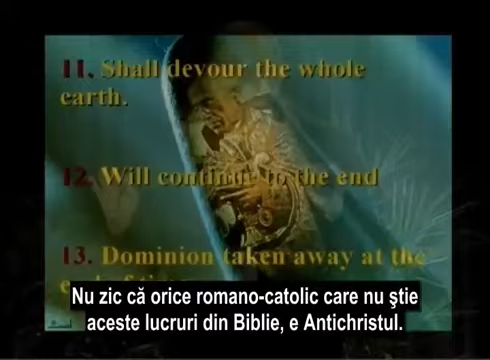 11. Shall devour the whole
earth.
12. Will continue to the end
13. Dominion taken away at the
Nu zic că orice romano-catolic care nu ştie
aceste lucruri din Biblie, e Antichristul.